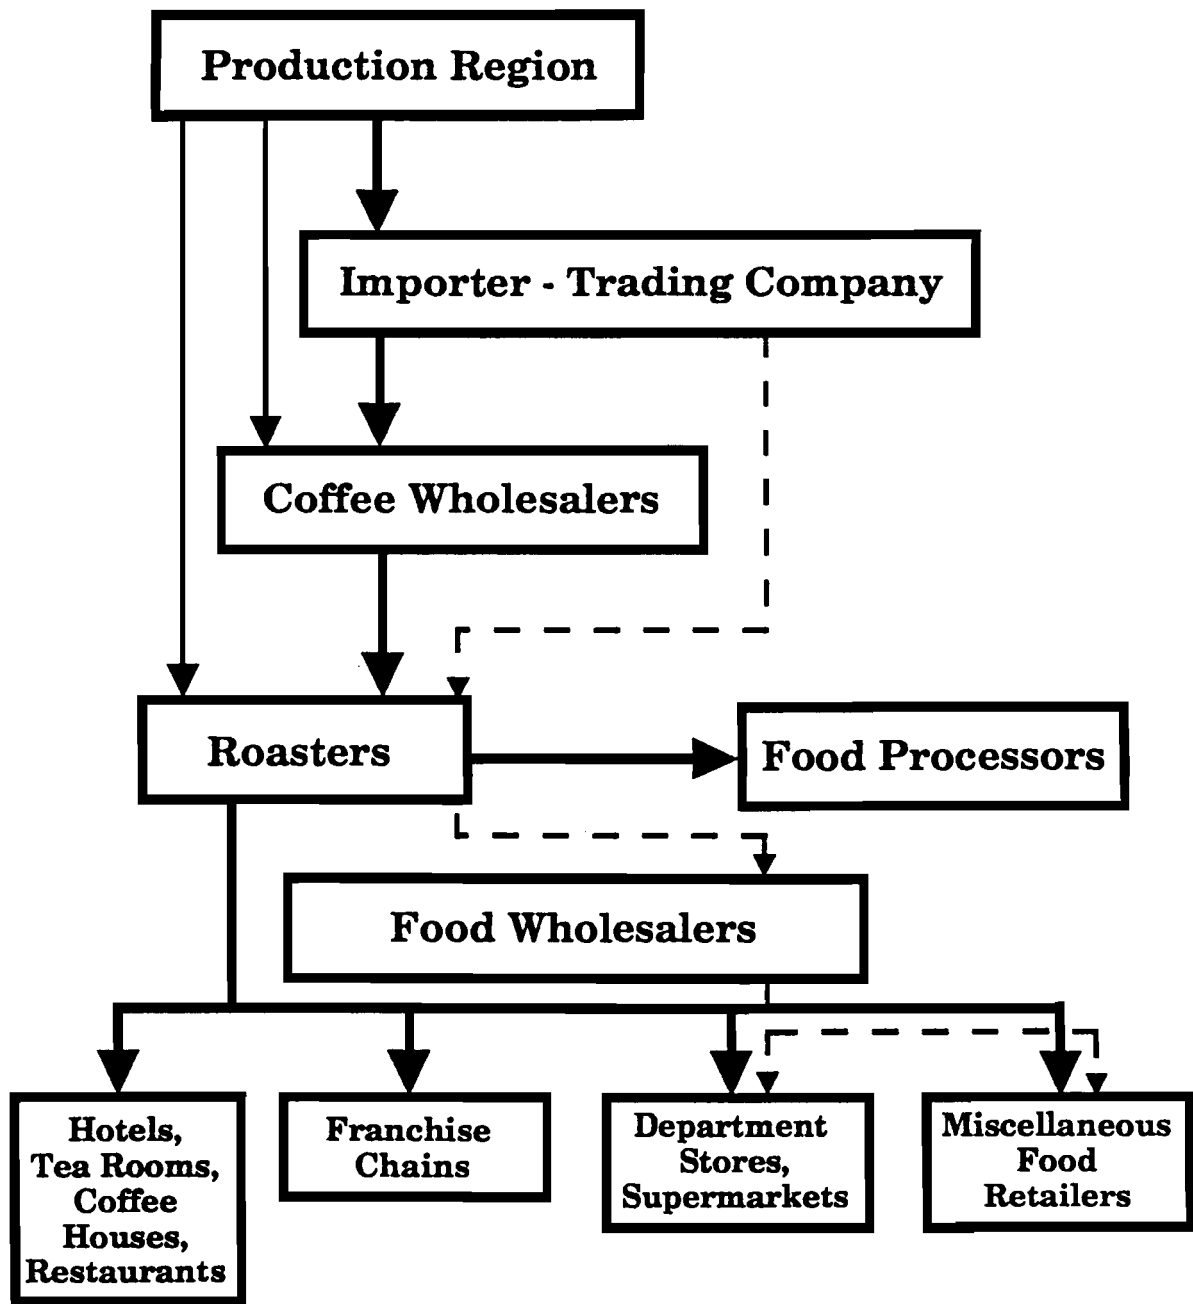 Production Region
Importer - Trading Company
Coffee Wholesalers
Roasters
Food Processors
Food Wholesalers
Hotels,
Tea Rooms,
Coffee
Houses,
Restaurants
Franchise
Chains
Department
Stores,
Supermarkets
Miscellaneous
Food
Retailers